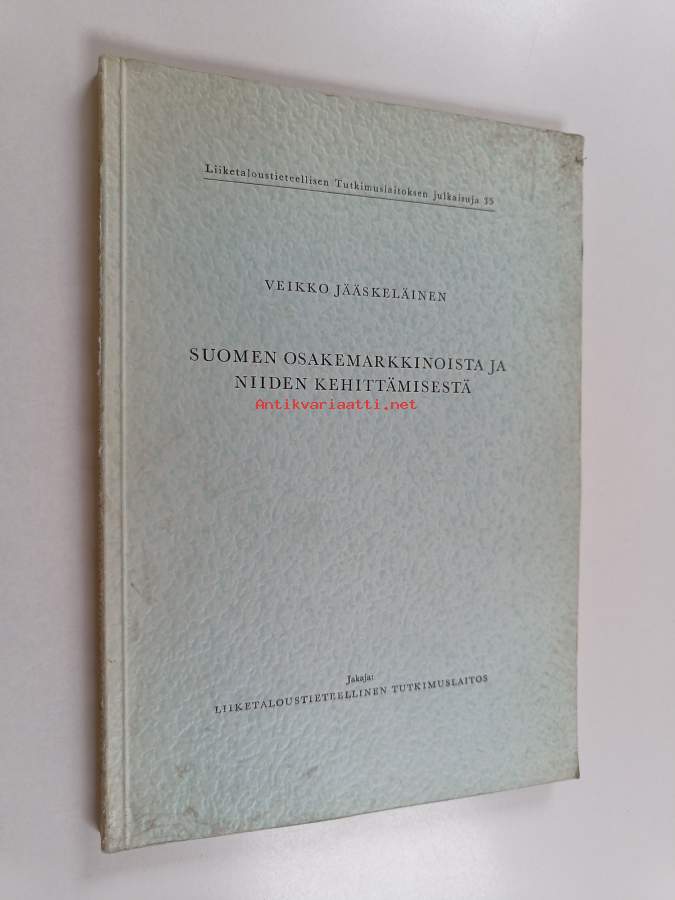 Liiketaloustieteellisen Tutkimuslaitoksen julkaisuja 35
VEIKKO JÄÄSKELÄINEN
SUOMEN OSAKEMARKKINOISTA JA
NIIDEN KEHITTÄMISESTÄ
Antikvariaatti.net
Jakaja:
LIIKETALOUSTIETEELLINEN TUTKIMUSLAITOS